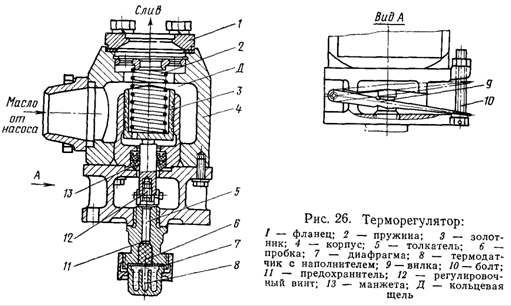 Слив
1
2
Д
3
4
Масло
от
насоса
А
13
12
11
5
6
7
8
Вид А
9
10
Рис. 26. Терморегулятор:
1 — фланец; 2 — пружина; 3 — золот-
ник; 4 — корпус; 5 — толкатель; 6 —
пробка; 7 — диафрагма; 8 — термодат-
чик с наполнителем; 9 — вилка; 10 — болт;
11 — предохранитель; 12 — регулировоч-
ный винт; 13 — манжета; Д — кольцевая
щель